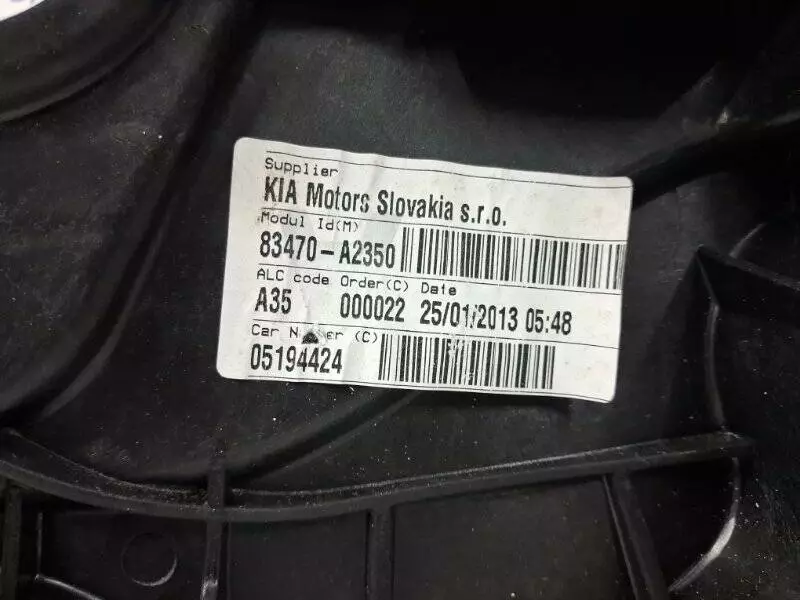 Supplier
KIA Motors Slovakia s.r.o.
Modul Id(M)
83470-A2350
ALC code Order(C) Date
A35 000022 25/01/2013 05:48
Car (C)
05194424